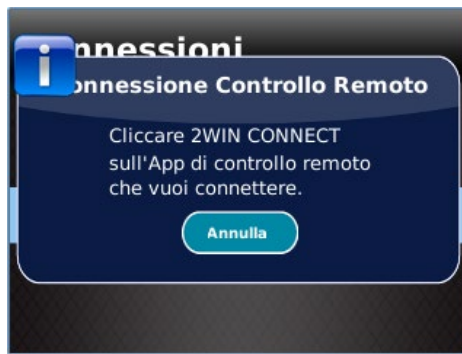 nnessioni
onnessione Controllo Remoto
Cliccare 2WIN CONNECT
sull'App di controllo remoto
che vuoi connettere.
Annulla